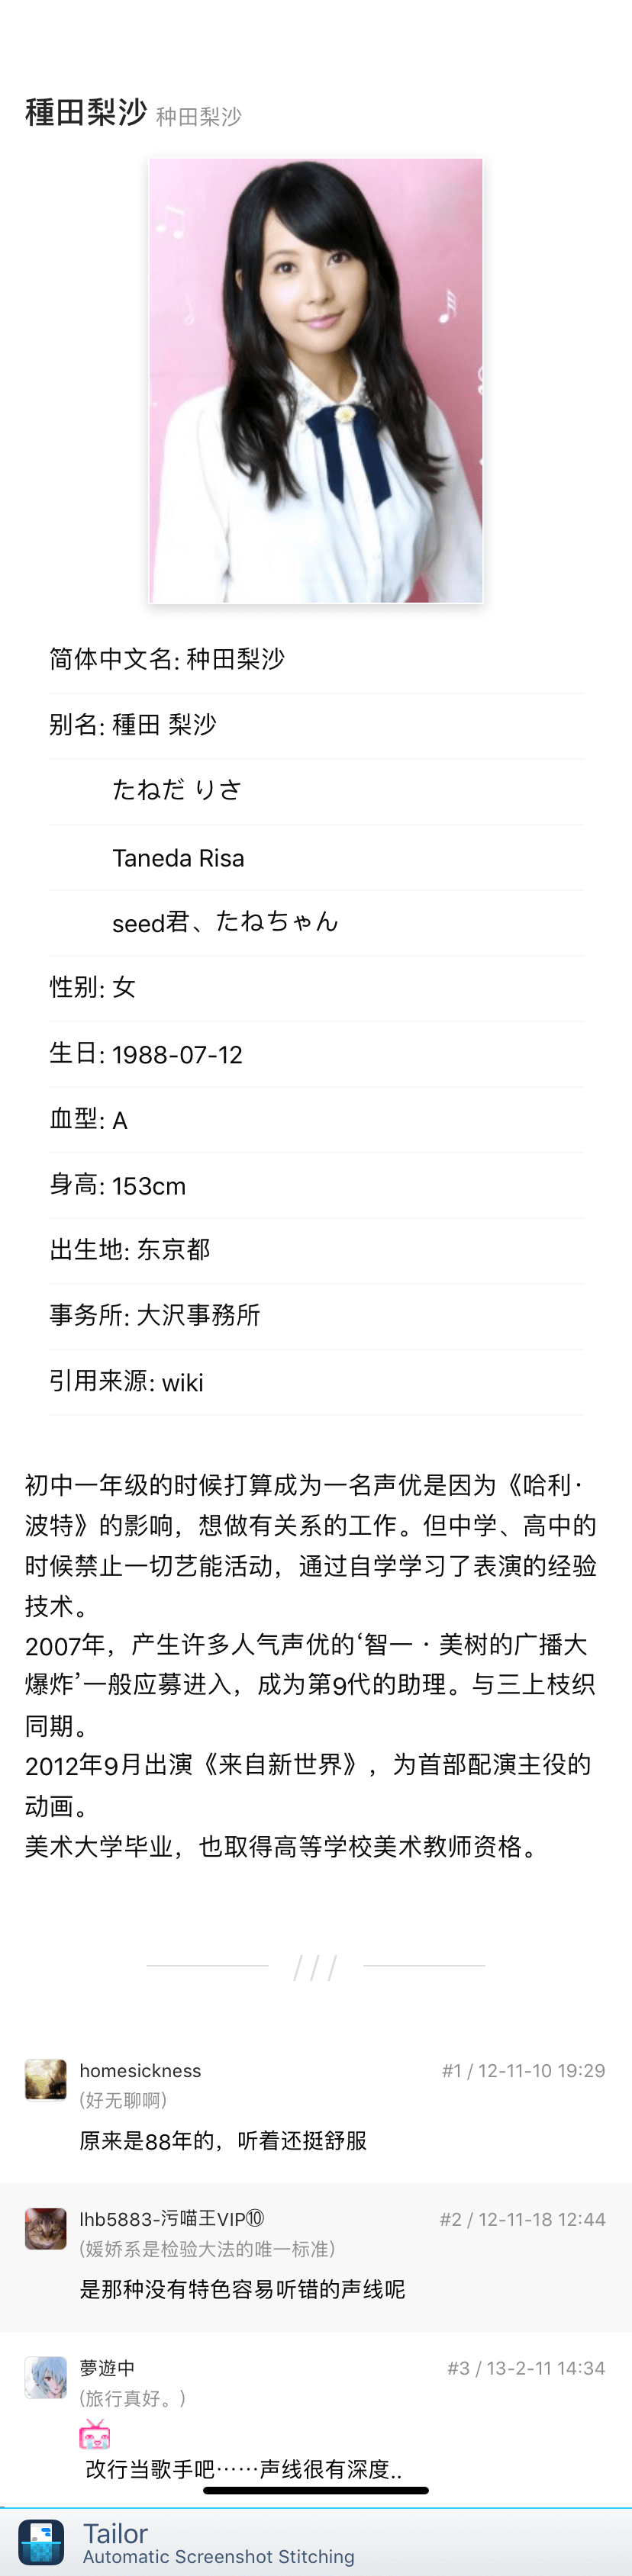 種田梨沙 种田梨沙
简体中文名: 种田梨沙
别名: 種田 梨沙
たねだ りさ
Taneda Risa
seed君、たねちゃん
性别: 女
生日: 1988-07-12
血型: A
身高: 153cm
出生地: 东京都
事务所: 大沢事務所
引用来源: wiki
初中一年级的时候打算成为一名声优是因为《哈利·
波特》的影响，想做有关系的工作。但中学、高中的
时候禁止一切艺能活动，通过自学学习了表演的经验
技术。
2007年，产生许多人气声优的‘智一・美树的广播大
爆炸’一般应募进入，成为第9代的助理。与三上枝织
同期。
2012年9月出演《来自新世界》，为首部配演主役的
动画。
美术大学毕业，也取得高等学校美术教师资格。
///
homesickness #1 / 12-11-10 19:29
(好无聊啊)
原来是88年的，听着还挺舒服
lhb5883-污喵王VIP⑩ #2 / 12-11-18 12:44
(媛娇系是检验大法的唯一标准)
是那种没有特色容易听错的声线呢
夢遊中 #3 / 13-2-11 14:34
(旅行真好。)
改行当歌手吧……声线很有深度..
Tailor
Automatic Screenshot Stitching